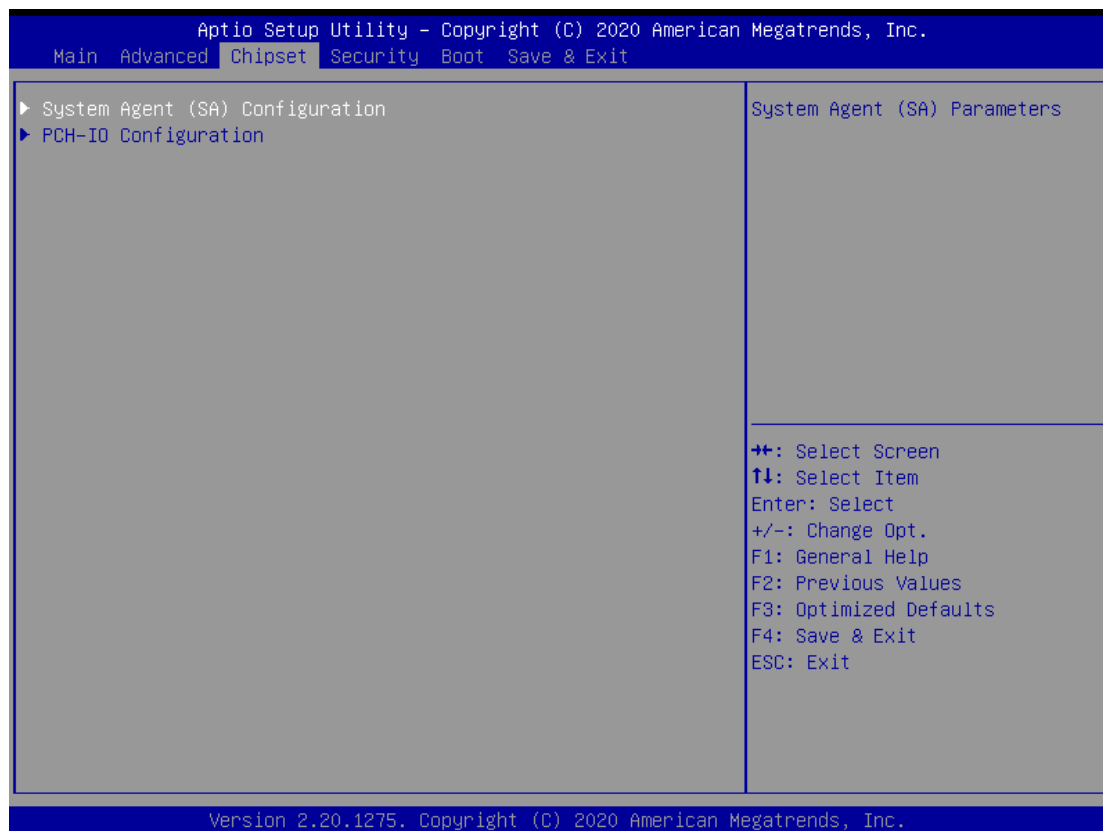 Aptio Setup Utility – Copyright (C) 2020 American Megatrends, Inc.
Main Advanced Chipset Security Boot Save & Exit
▶ System Agent (SA) Configuration
▶ PCH-IO Configuration
System Agent (SA) Parameters
→←: Select Screen
↑↓: Select Item
Enter: Select
+/-: Change Opt.
F1: General Help
F2: Previous Values
F3: Optimized Defaults
F4: Save & Exit
ESC: Exit
Version 2.20.1275. Copyright (C) 2020 American Megatrends, Inc.